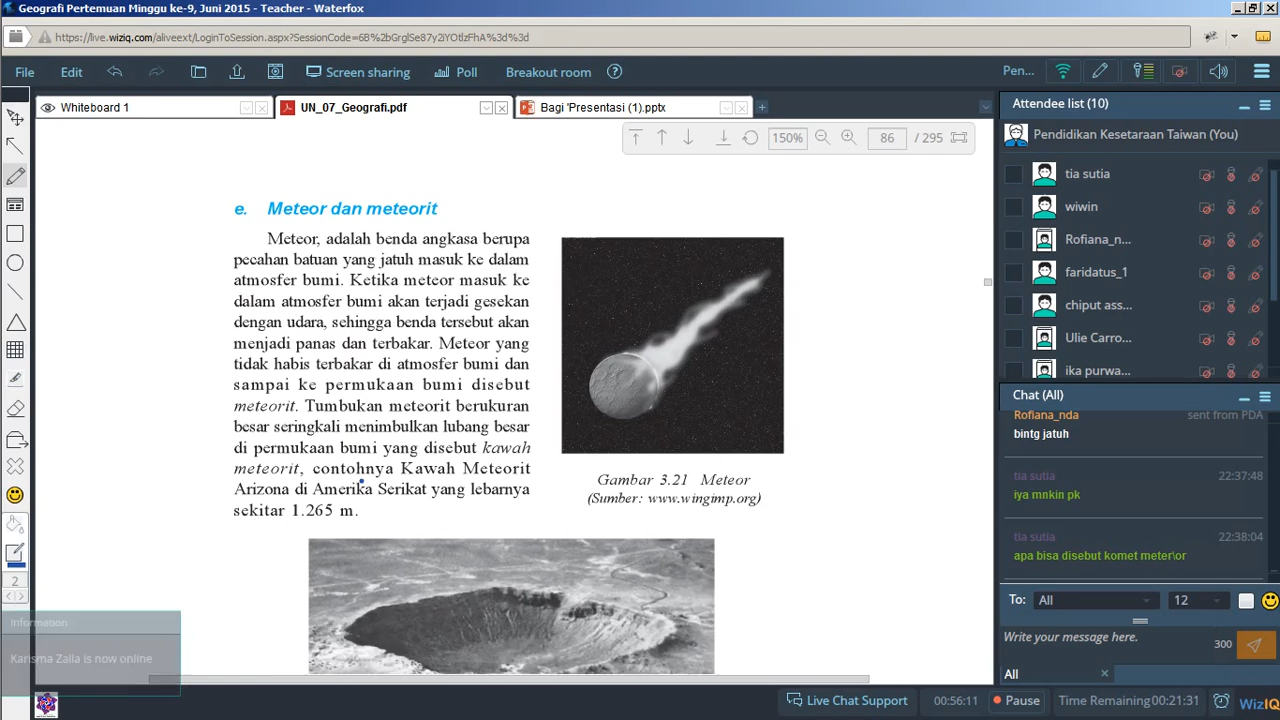 Geografi Pertemuan Minggu ke-9, Juni 2015 - Teacher - Waterfox
https://live.wiziq.com/aliveext/LoginToSession.aspx?SessionCode=6B%2bGrglSe87y2iYOtlzFhA%3d%3d
File Edit Screen sharing Poll Breakout room Pen...
Whiteboard 1 UN_07_Geografi.pdf Bagi 'Presentasi (1).pptx
150% 86 / 295
e. Meteor dan meteorit
Meteor, adalah benda angkasa berupa
pecahan batuan yang jatuh masuk ke dalam
atmosfer bumi. Ketika meteor masuk ke
dalam atmosfer bumi akan terjadi gesekan
dengan udara, sehingga benda tersebut akan
menjadi panas dan terbakar. Meteor yang
tidak habis terbakar di atmosfer bumi dan
sampai ke permukaan bumi disebut
meteorit. Tumbukan meteorit berukuran
besar seringkali menimbulkan lubang besar
di permukaan bumi yang disebut kawah
meteorit, contohnya Kawah Meteorit
Arizona di Amerika Serikat yang lebarnya
sekitar 1.265 m.
Gambar 3.21 Meteor
(Sumber: www.wingimp.org)
2
Information
Karisma Zalla is now online
Attendee list (10)
Pendidikan Kesetaraan Taiwan (You)
tia sutia
wiwin
Rofiana_n...
faridatus_1
chiput ass...
Ulie Carro...
ika purwa...
Chat (All)
Rofiana_nda sent from PDA
bintg jatuh
tia sutia 22:37:48
iya mnkin pk
tia sutia 22:38:04
apa bisa disebut komet meter\or
To: All 12
Write your message here. 300
All
Live Chat Support 00:56:11 Pause Time Remaining 00:21:31 WizIQ